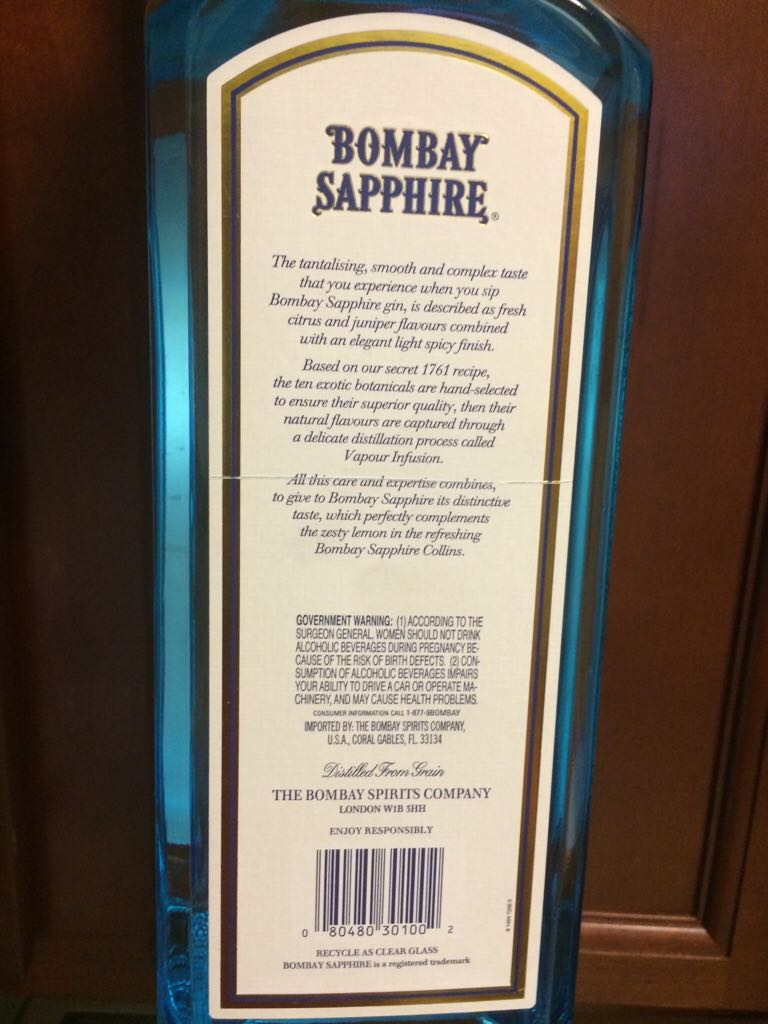 BOMBAY
SAPPHIRE®
The tantalising, smooth and complex taste
that you experience when you sip
Bombay Sapphire gin, is described as fresh
citrus and juniper flavours combined
with an elegant light spicy finish.
Based on our secret 1761 recipe,
the ten exotic botanicals are hand-selected
to ensure their superior quality, then their
natural flavours are captured through
a delicate distillation process called
Vapour Infusion.
All this care and expertise combines,
to give to Bombay Sapphire its distinctive
taste, which perfectly complements
the zesty lemon in the refreshing
Bombay Sapphire Collins.
GOVERNMENT WARNING: (1) ACCORDING TO THE
SURGEON GENERAL, WOMEN SHOULD NOT DRINK
ALCOHOLIC BEVERAGES DURING PREGNANCY BE-
CAUSE OF THE RISK OF BIRTH DEFECTS. (2) CON-
SUMPTION OF ALCOHOLIC BEVERAGES IMPAIRS
YOUR ABILITY TO DRIVE A CAR OR OPERATE MA-
CHINERY, AND MAY CAUSE HEALTH PROBLEMS.
CONSUMER INFORMATION CALL 1-877-9BOMBAY
IMPORTED BY: THE BOMBAY SPIRITS COMPANY,
U.S.A., CORAL GABLES, FL. 33134
Distilled From Grain
THE BOMBAY SPIRITS COMPANY
LONDON W1B 5HH
ENJOY RESPONSIBLY
0 80480 30100 2
RECYCLE AS CLEAR GLASS
BOMBAY SAPPHIRE is a registered trademark